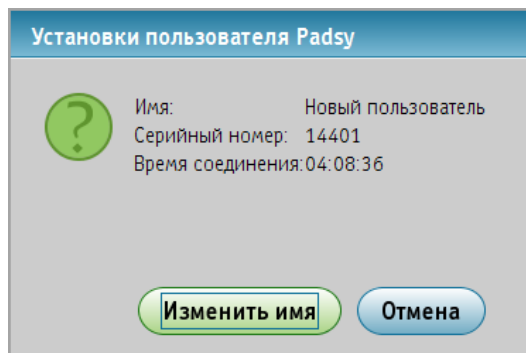 Установки пользователя Padsy
Имя: Новый пользователь
Серийный номер: 14401
Время соединения:04:08:36
Изменить имя Отмена